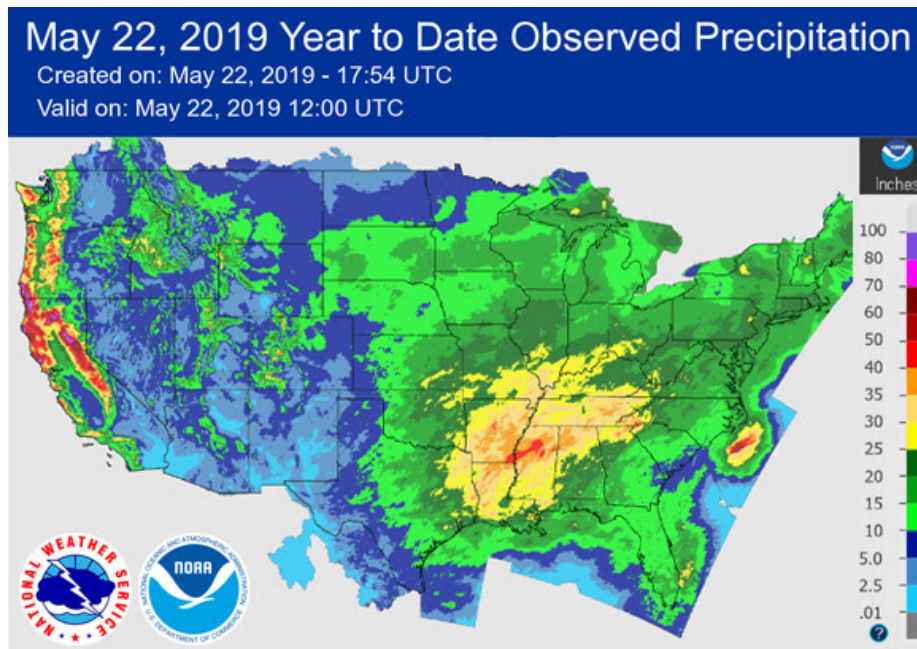 May 22, 2019 Year to Date Observed Precipitation
Created on: May 22, 2019 - 17:54 UTC
Valid on: May 22, 2019 12:00 UTC
Inches
100
80
70
60
50
40
35
30
25
20
15
10
5.0
2.5
.01
?
NATIONAL WEATHER SERVICE
NATIONAL OCEANIC AND ATMOSPHERIC ADMINISTRATION
NOAA
U.S. DEPARTMENT OF COMMERCE